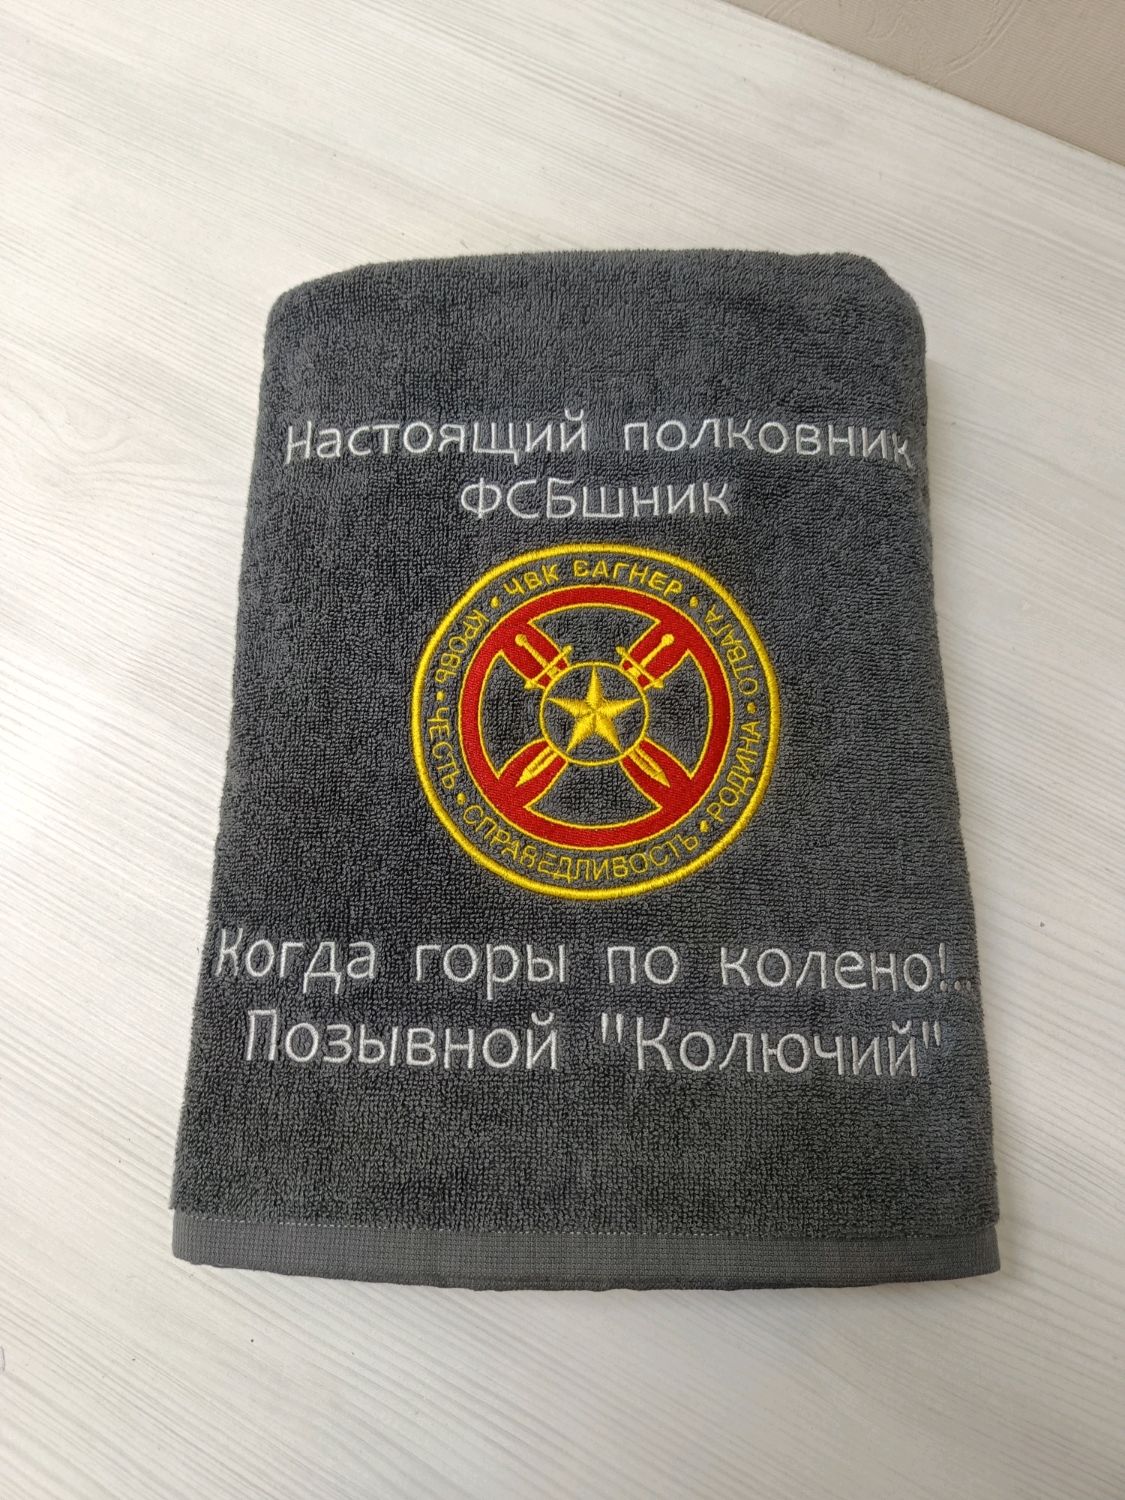 Настоящий полковник
ФСБшник
КРОВЬ • ЧВК ВАГНЕР • ОТВАГА • РОДИНА • СПРАВЕДЛИВОСТЬ • ЧЕСТЬ •
Когда горы по колено!..
Позывной "Колючий"